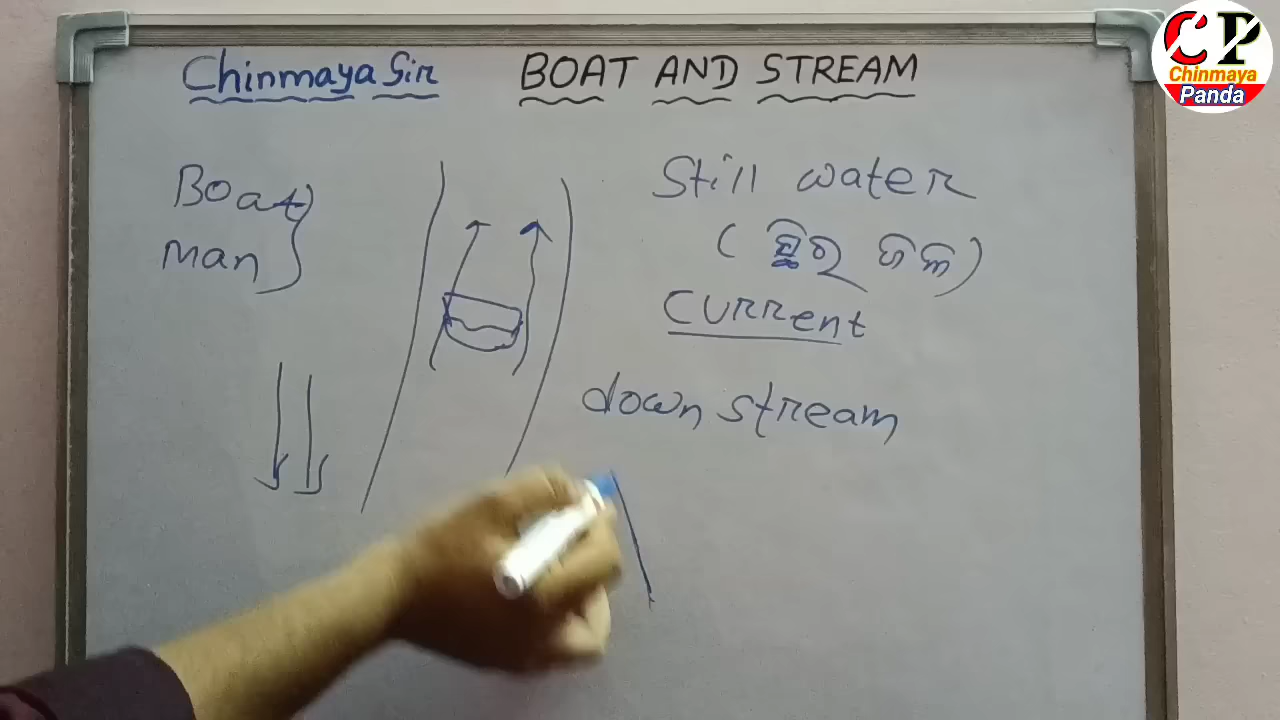 Chinmaya Sir BOAT AND STREAM
Boat
man
Still water
(ସ୍ଥିର ଜଳ)
Current
down stream
CP
Chinmaya
Panda